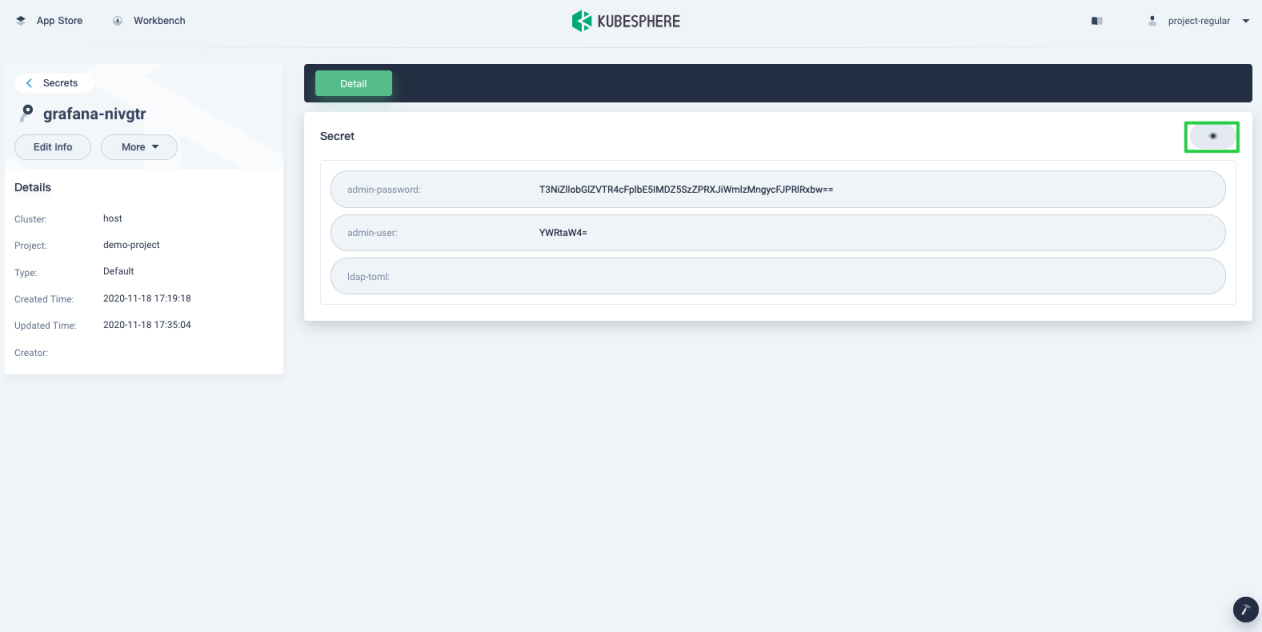 App Store
Workbench
KUBESPHERE
project-regular
Secrets
grafana-nivgtr
Edit Info
More
Details
Cluster: host
Project: demo-project
Type: Default
Created Time: 2020-11-18 17:19:18
Updated Time: 2020-11-18 17:35:04
Creator:
Detail
Secret
admin-password:
admin-user: YWRtaW4=
ldap-toml: